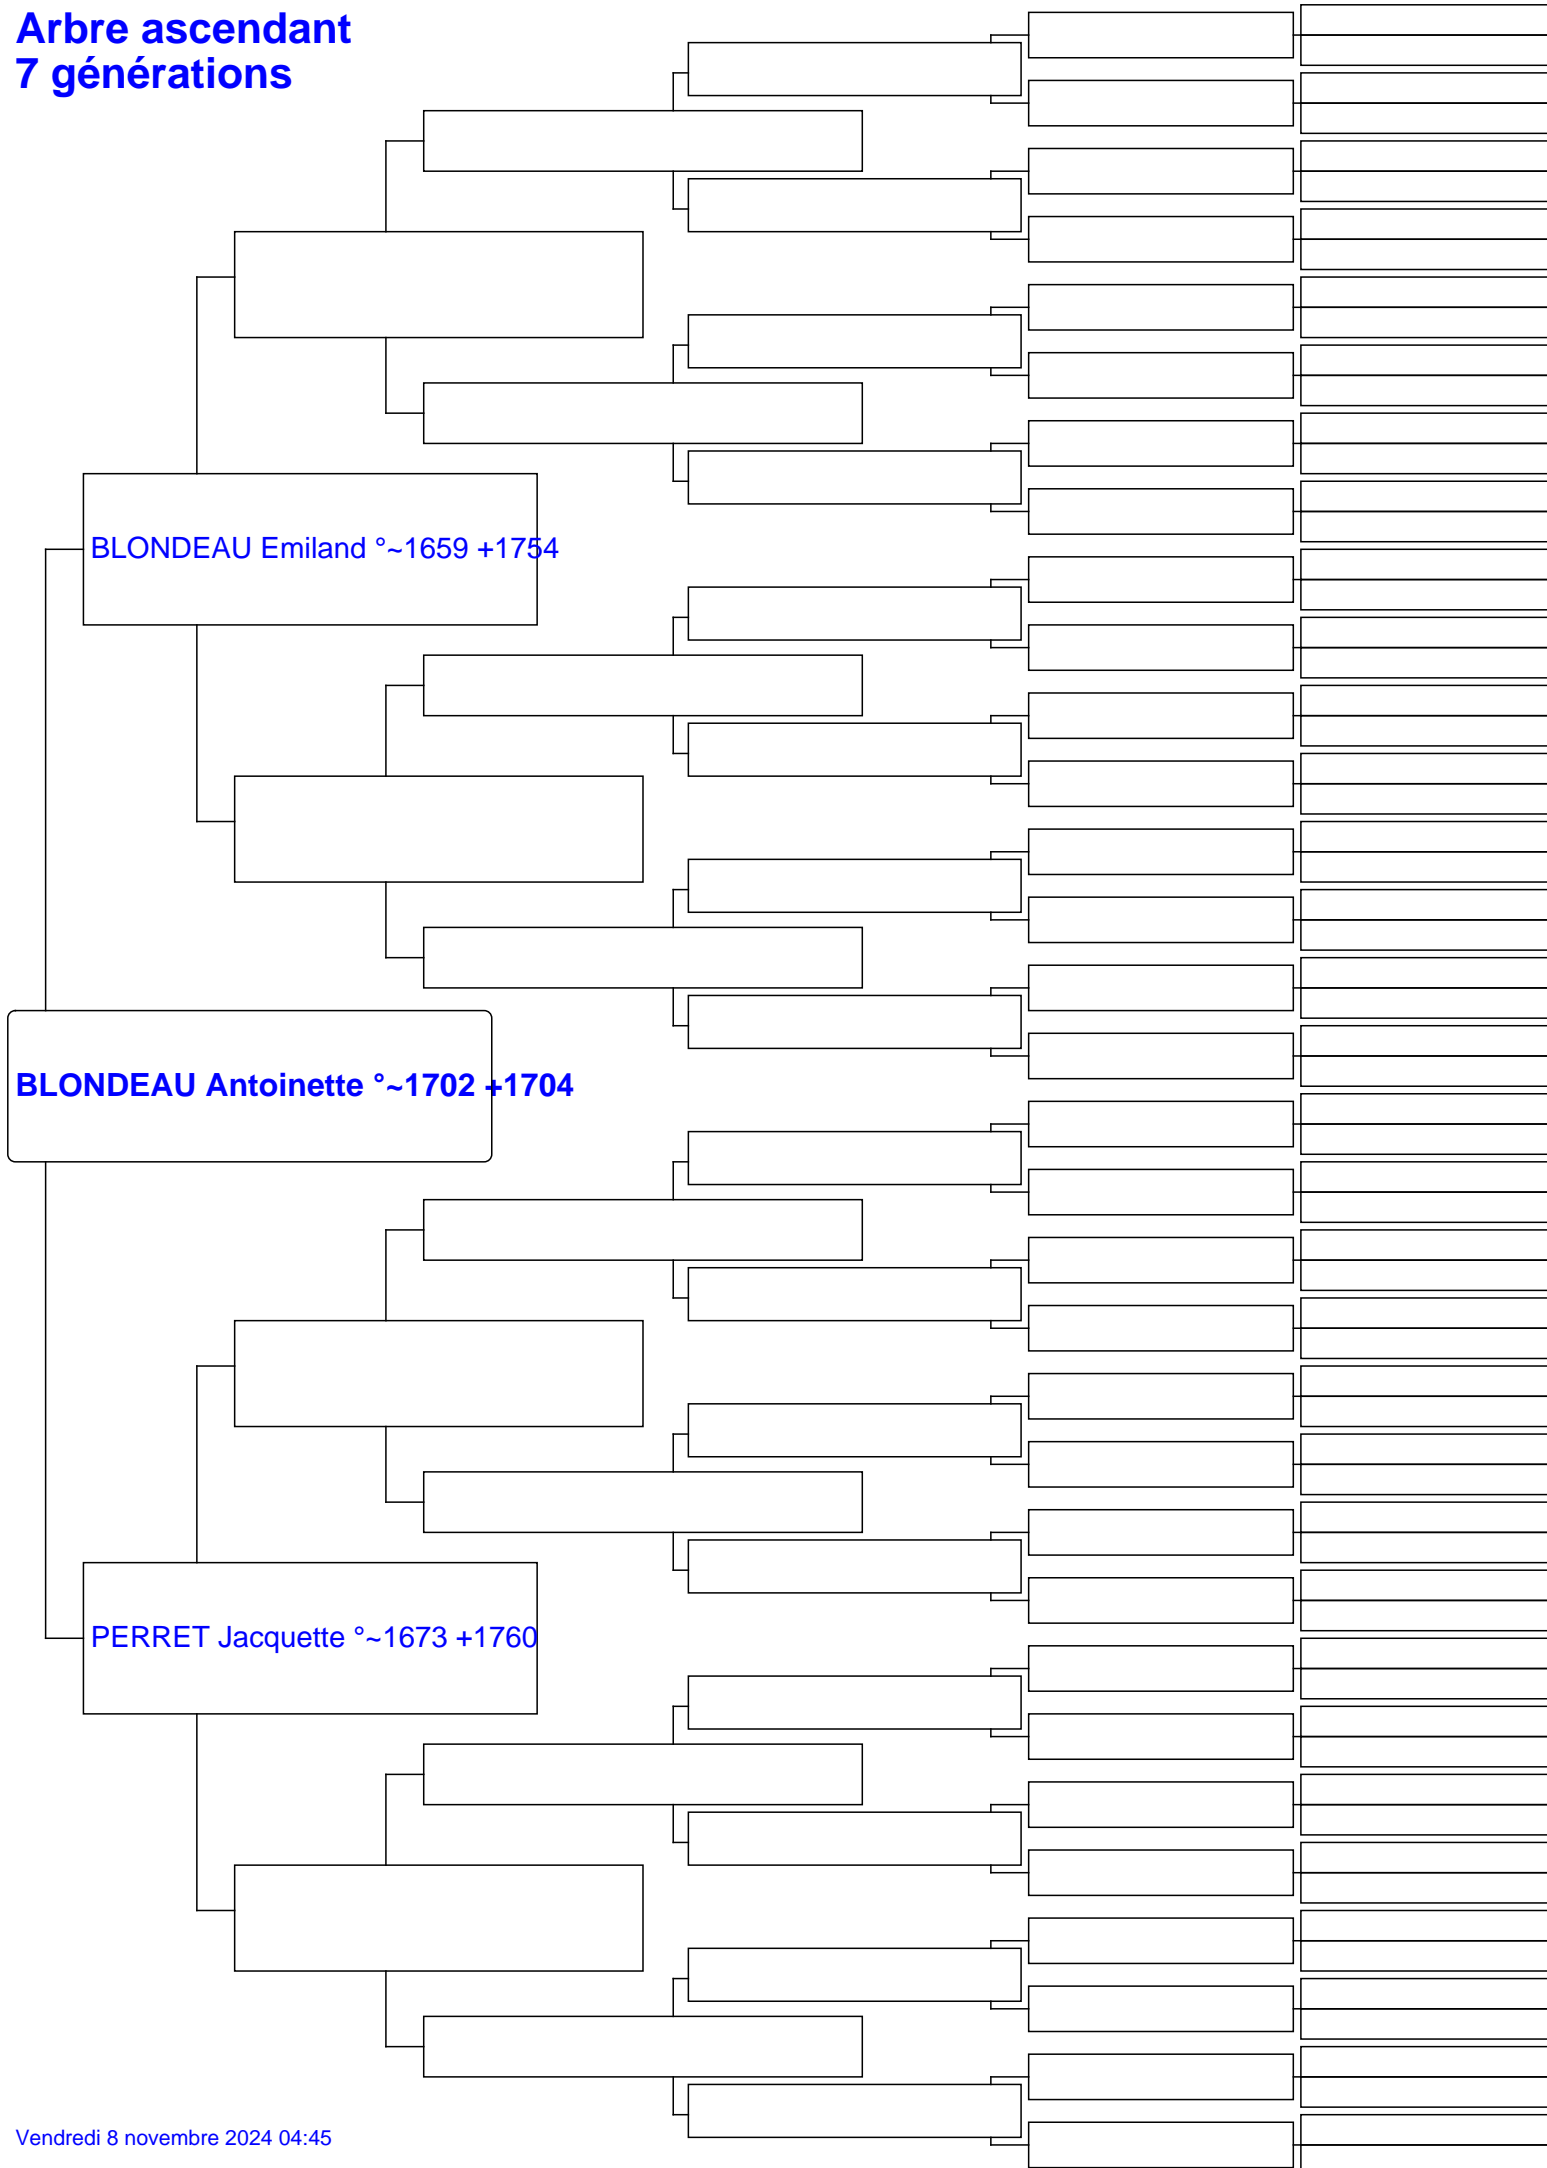 Arbre ascendant
7 générations
BLONDEAU Emiland °~1659 +1754
BLONDEAU Antoinette °~1702 +1704
PERRET Jacquette °~1673 +1760
Vendredi 8 novembre 2024 04:45